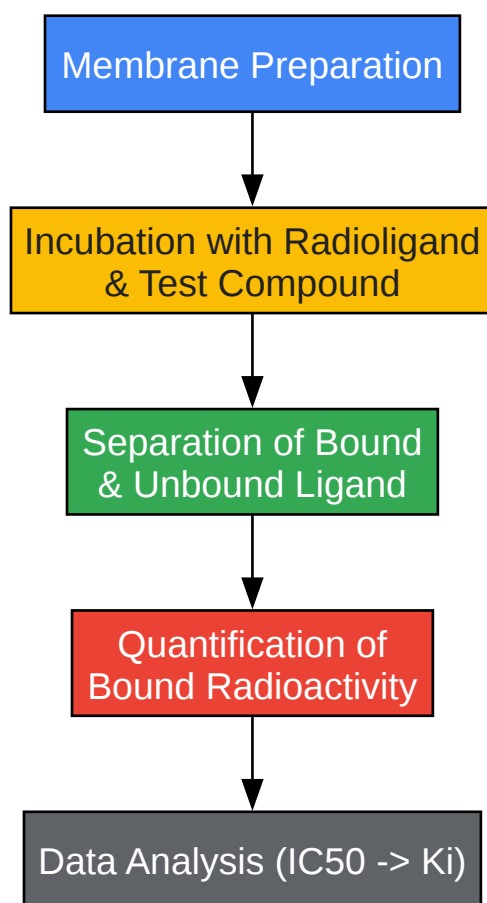 Membrane Preparation
Incubation with Radioligand
& Test Compound
Separation of Bound
& Unbound Ligand
Quantification of
Bound Radioactivity
Data Analysis (IC50 -> Ki)